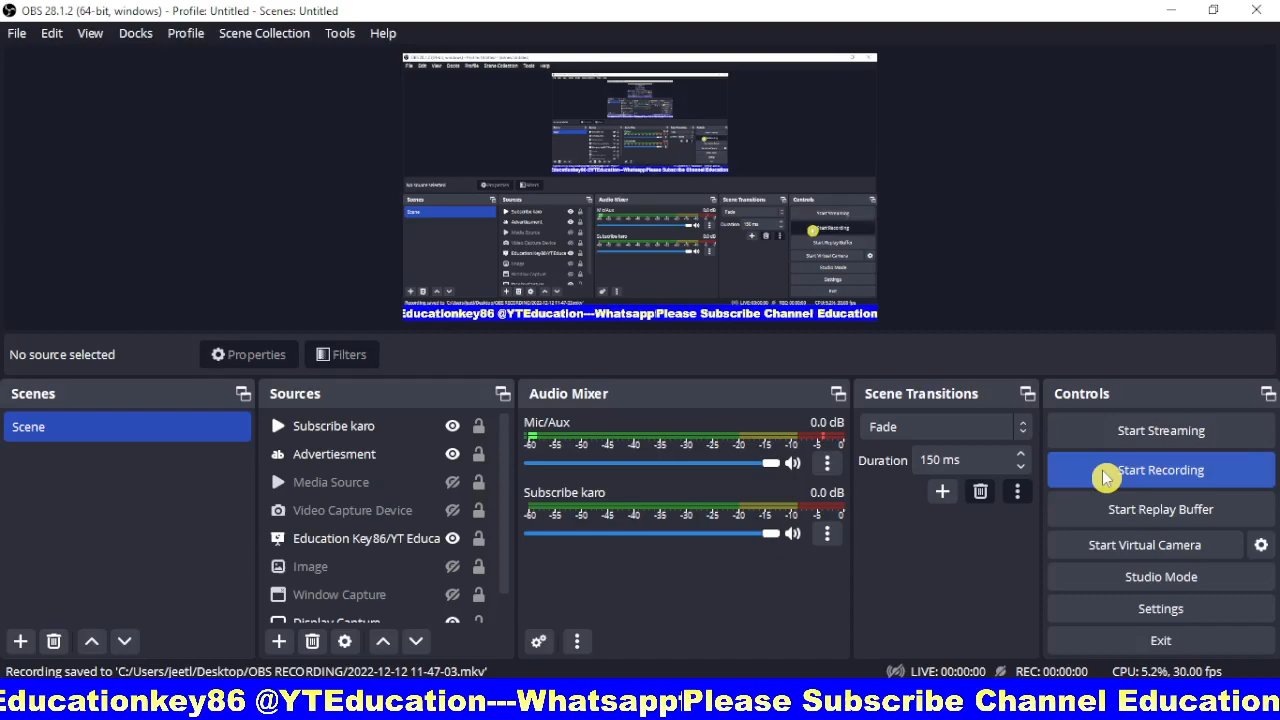 OBS 28.1.2 (64-bit, windows) - Profile: Untitled - Scenes: Untitled
File Edit View Docks Profile Scene Collection Tools Help
Educationkey86 @YTEducation---Whatsapp Please Subscribe Channel Education
No source selected Properties Filters
Scenes
Scene
Sources
Subscribe karo
Advertiesment
Media Source
Video Capture Device
Education Key86/YT Educa
Image
Window Capture
Display Capture
Audio Mixer
Mic/Aux 0.0 dB
-60 -55 -50 -45 -40 -35 -30 -25 -20 -15 -10 -5 0
Subscribe karo 0.0 dB
-60 -55 -50 -45 -40 -35 -30 -25 -20 -15 -10 -5 0
Scene Transitions
Fade
Duration 150 ms
Controls
Start Streaming
Start Recording
Start Replay Buffer
Start Virtual Camera
Studio Mode
Settings
Exit
Recording saved to 'C:/Users/jeetl/Desktop/OBS RECORDING/2022-12-12 11-47-03.mkv' LIVE: 00:00:00 REC: 00:00:00 CPU: 5.2%, 30.00 fps
Educationkey86 @YTEducation---Whatsapp Please Subscribe Channel Education